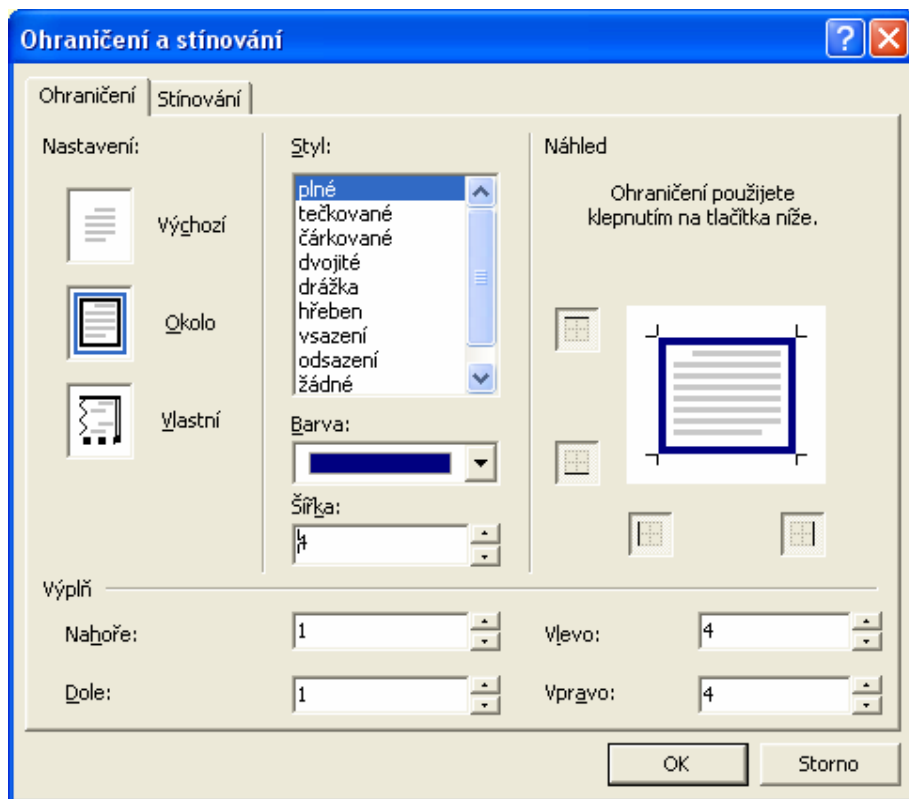 Ohraničení a stínování
Ohraničení
Stínování
Nastavení:
Výchozí
Okolo
Vlastní
Styl:
plné
tečkované
čárkované
dvojité
drážka
hřeben
vsazení
odsazení
žádné
Barva:
Šířka:
4
Náhled
Ohraničení použijete
klepnutím na tlačítka níže.
Výplň
Nahoře:
1
Vlevo:
4
Dole:
1
Vpravo:
4
OK
Storno